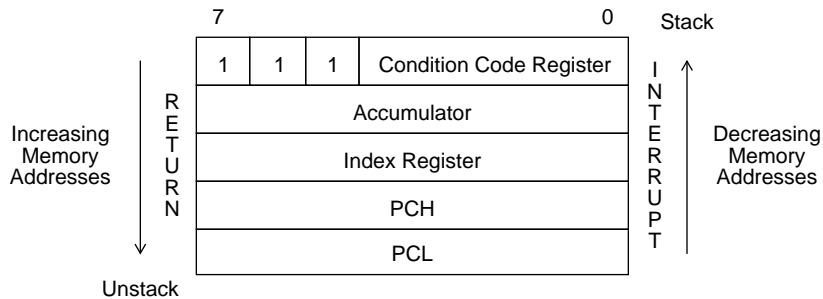 7 0
Stack
1 1 1 Condition Code Register
Accumulator
Index Register
PCH
PCL
Increasing
Memory
Addresses
RETURN
INTERRUPT
Decreasing
Memory
Addresses
Unstack